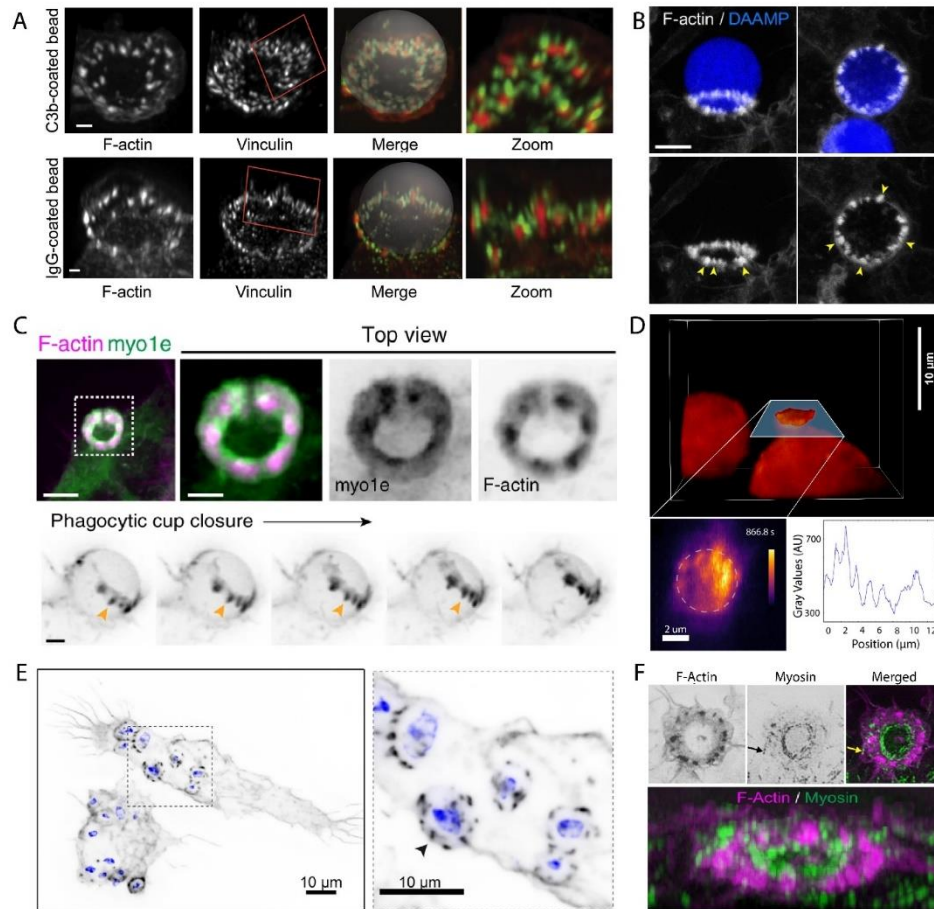 A
C3b-coated bead
F-actin
Vinculin
Merge
Zoom
IgG-coated bead
F-actin
Vinculin
Merge
Zoom
B
F-actin / DAAMP
C
F-actin myo1e
Top view
myo1e
F-actin
Phagocytic cup closure
D
10 µm
866.8 s
2 um
700
300
Gray Values (AU)
0 2 4 6 8 10 12
Position (µm)
E
10 µm
10 µm
F
F-Actin
Myosin
Merged
F-Actin / Myosin